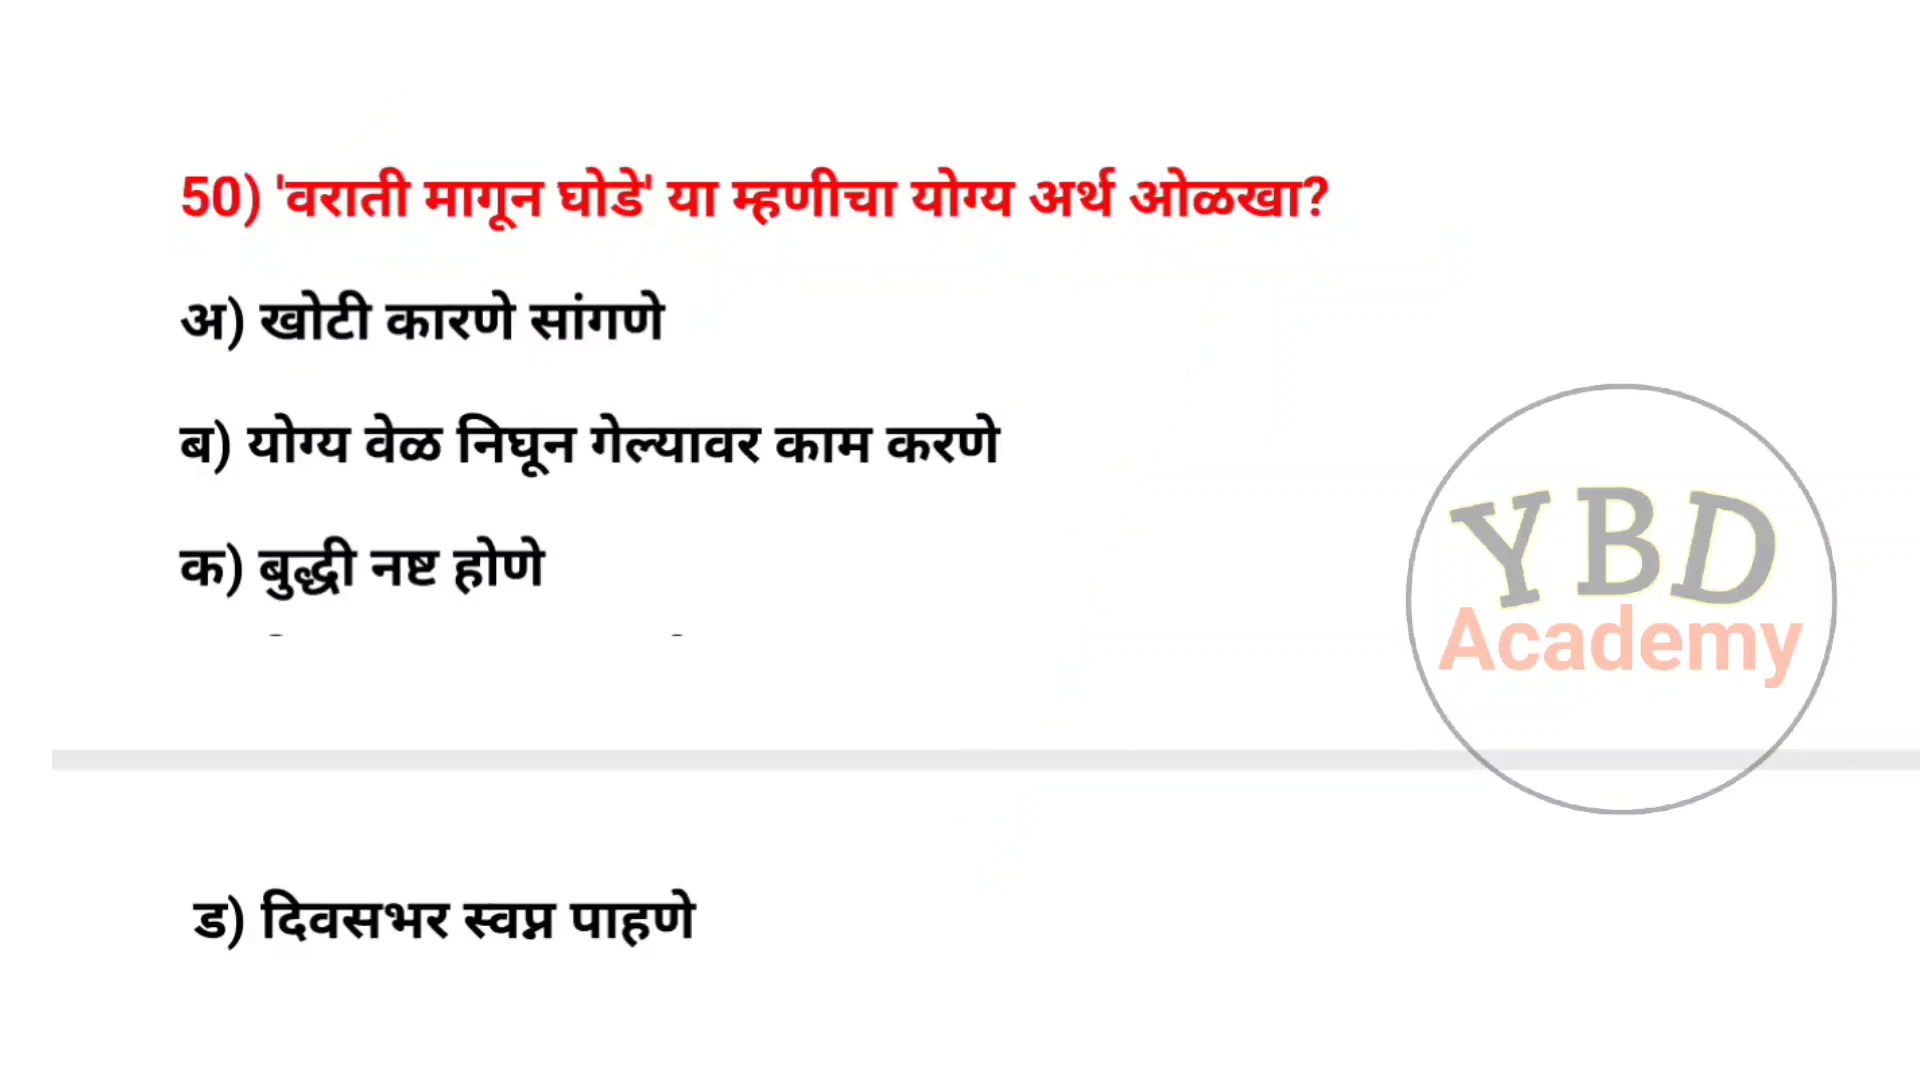 50) 'वराती मागून घोडे' या म्हणीचा योग्य अर्थ ओळखा?
अ) खोटी कारणे सांगणे
ब) योग्य वेळ निघून गेल्यावर काम करणे
क) बुद्धी नष्ट होणे
YBD
Academy
ड) दिवसभर स्वप्न पाहणे